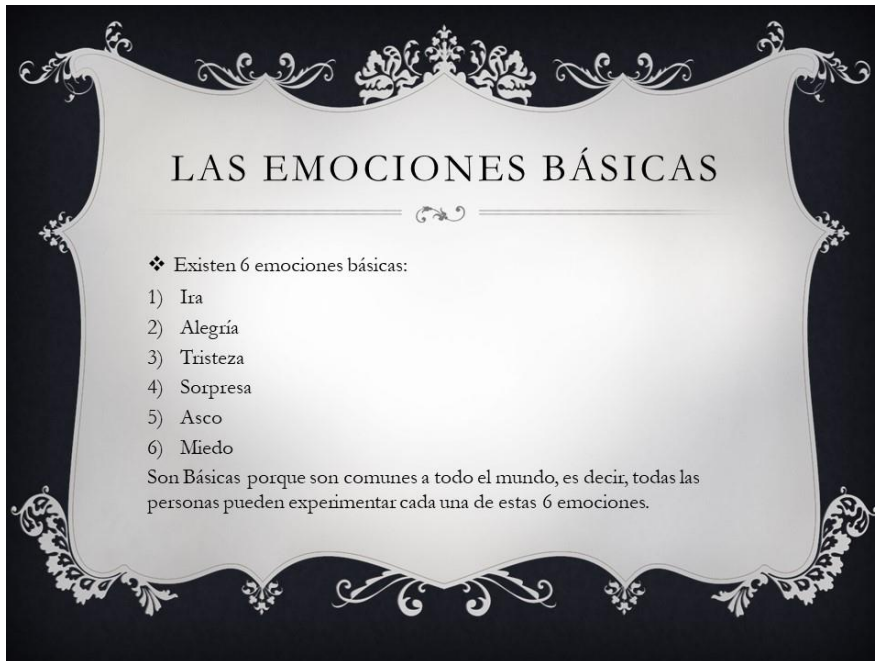 LAS EMOCIONES BÁSICAS
❖ Existen 6 emociones básicas:
1) Ira
2) Alegría
3) Tristeza
4) Sorpresa
5) Asco
6) Miedo
Son Básicas porque son comunes a todo el mundo, es decir, todas las
personas pueden experimentar cada una de estas 6 emociones.